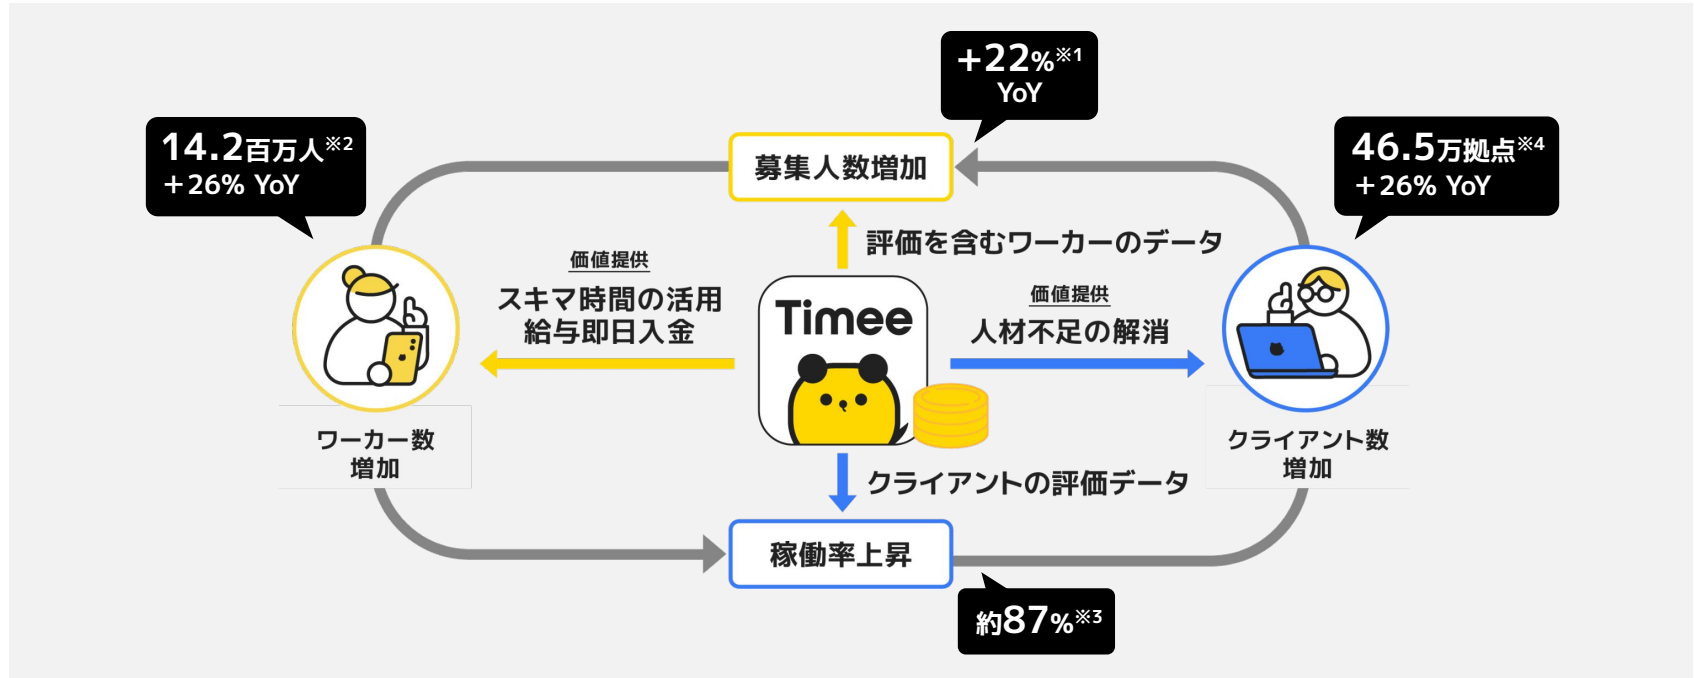 +22%※1
YoY
14.2百万人※2
+26% YoY
46.5万拠点※4
+26% YoY
募集人数増加
評価を含むワーカーのデータ
価値提供
スキマ時間の活用
給与即日入金
Timee
価値提供
人材不足の解消
ワーカー数
増加
クライアント数
増加
クライアントの評価データ
稼働率上昇
約87%※3